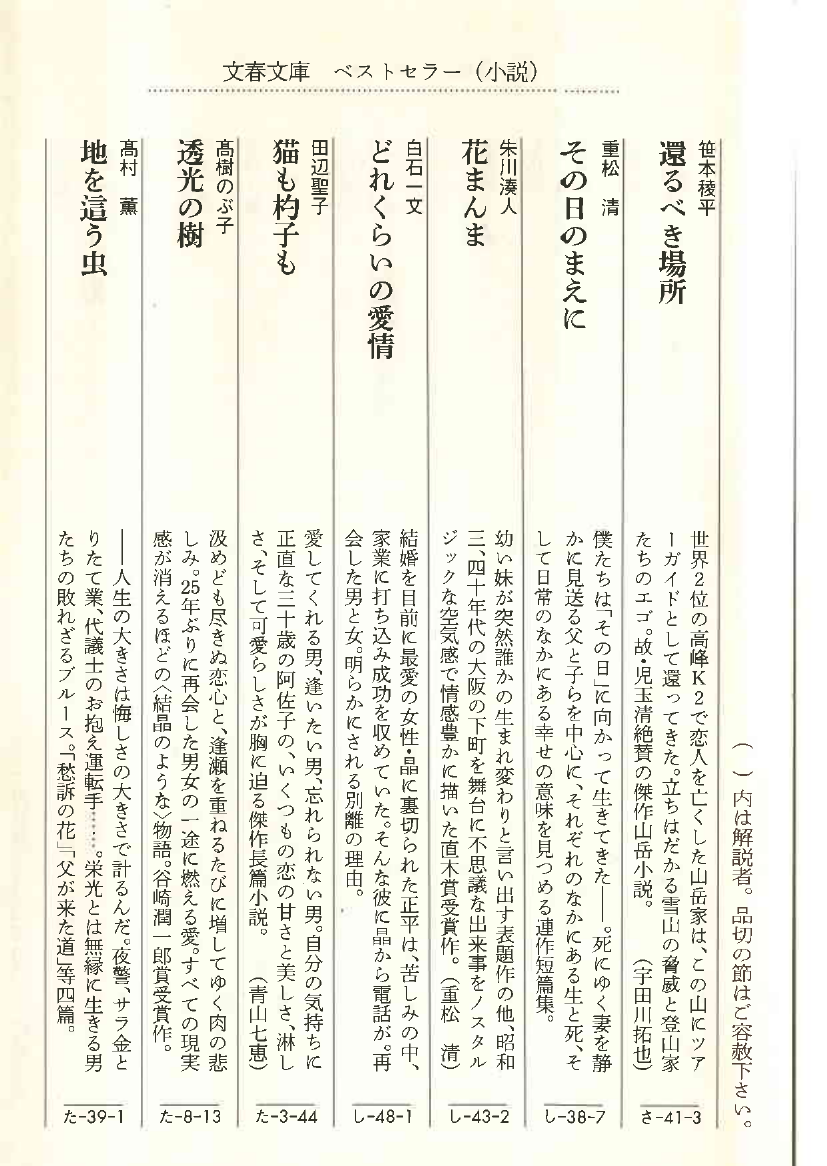 文春文庫　ベストセラー（小説）
（　）内は解説者。品切の節はご容赦下さい。
笹本稜平
還るべき場所
世界2位の高峰K2で恋人を亡くした山岳家は、この山にツア
ーガイドとして還ってきた。立ちはだかる雪山の脅威と登山家
たちのエゴ。故・児玉清絶賛の傑作山岳小説。　（宇田川拓也）
さ-41-3
重松　清
その日のまえに
僕たちは「その日」に向かって生きてきた――。死にゆく妻を静
かに見送る父と子らを中心に、それぞれのなかにある生と死、そ
して日常のなかにある幸せの意味を見つめる連作短篇集。
し-38-7
朱川湊人
花まんま
幼い妹が突然誰かの生まれ変わりと言い出す表題作の他、昭和
三、四十年代の大阪の下町を舞台に不思議な出来事をノスタル
ジックな空気感で情感豊かに描いた直木賞受賞作。（重松　清）
し-43-2
白石一文
どれくらいの愛情
結婚を目前に最愛の女性・晶に裏切られた正平は、苦しみの中、
家業に打ち込み成功を収めていた。そんな彼に晶から電話が。再
会した男と女。明らかにされる別離の理由。
し-48-1
田辺聖子
猫も杓子も
愛してくれる男、逢いたい男、忘れられない男。自分の気持ちに
正直な三十歳の阿佐子の、いくつもの恋の甘さと美しさ、淋し
さ、そして可愛らしさが胸に迫る傑作長篇小説。　（青山七恵）
た-3-44
髙樹のぶ子
透光の樹
汲めども尽きぬ恋心と、逢瀬を重ねるたびに増してゆく肉の悲
しみ。25年ぶりに再会した男女の一途に燃える愛。すべての現実
感が消えるほどの〈結晶のような〉物語。谷崎潤一郎賞受賞作。
た-8-13
髙村　薫
地を這う虫
――人生の大きさは悔しさの大きさで計るんだ。夜警、サラ金と
りたて業、代議士のお抱え運転手……。栄光とは無縁に生きる男
たちの敗れざるブルース。「愁訴の花」「父が来た道」等四篇。
た-39-1